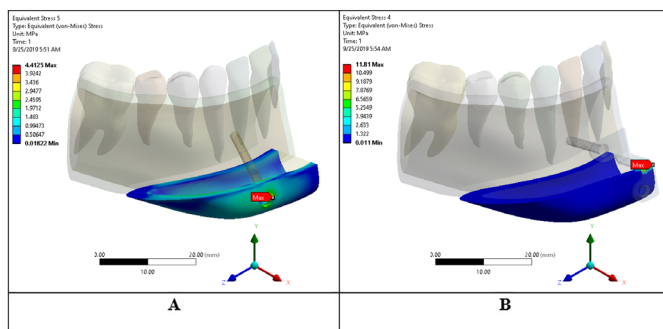 Equivalent Stress 5
Type: Equivalent (von-Mises) Stress
Unit: MPa
Time: 1
9/25/2019 5:51 AM
4.4125 Max
3.9242
3.436
2.9477
2.4595
1.9712
1.483
0.99473
0.50647
0.01822 Min
Max
0.00
20.00 (mm)
10.00
Y
Z
X
A
Equivalent Stress 4
Type: Equivalent (von-Mises) Stress
Unit: MPa
Time: 1
9/25/2019 5:54 AM
11.81 Max
10.499
9.1879
7.8769
6.5659
5.2549
3.9439
2.633
1.322
0.011 Min
Max
0.00
20.00 (mm)
10.00
Y
Z
X
B